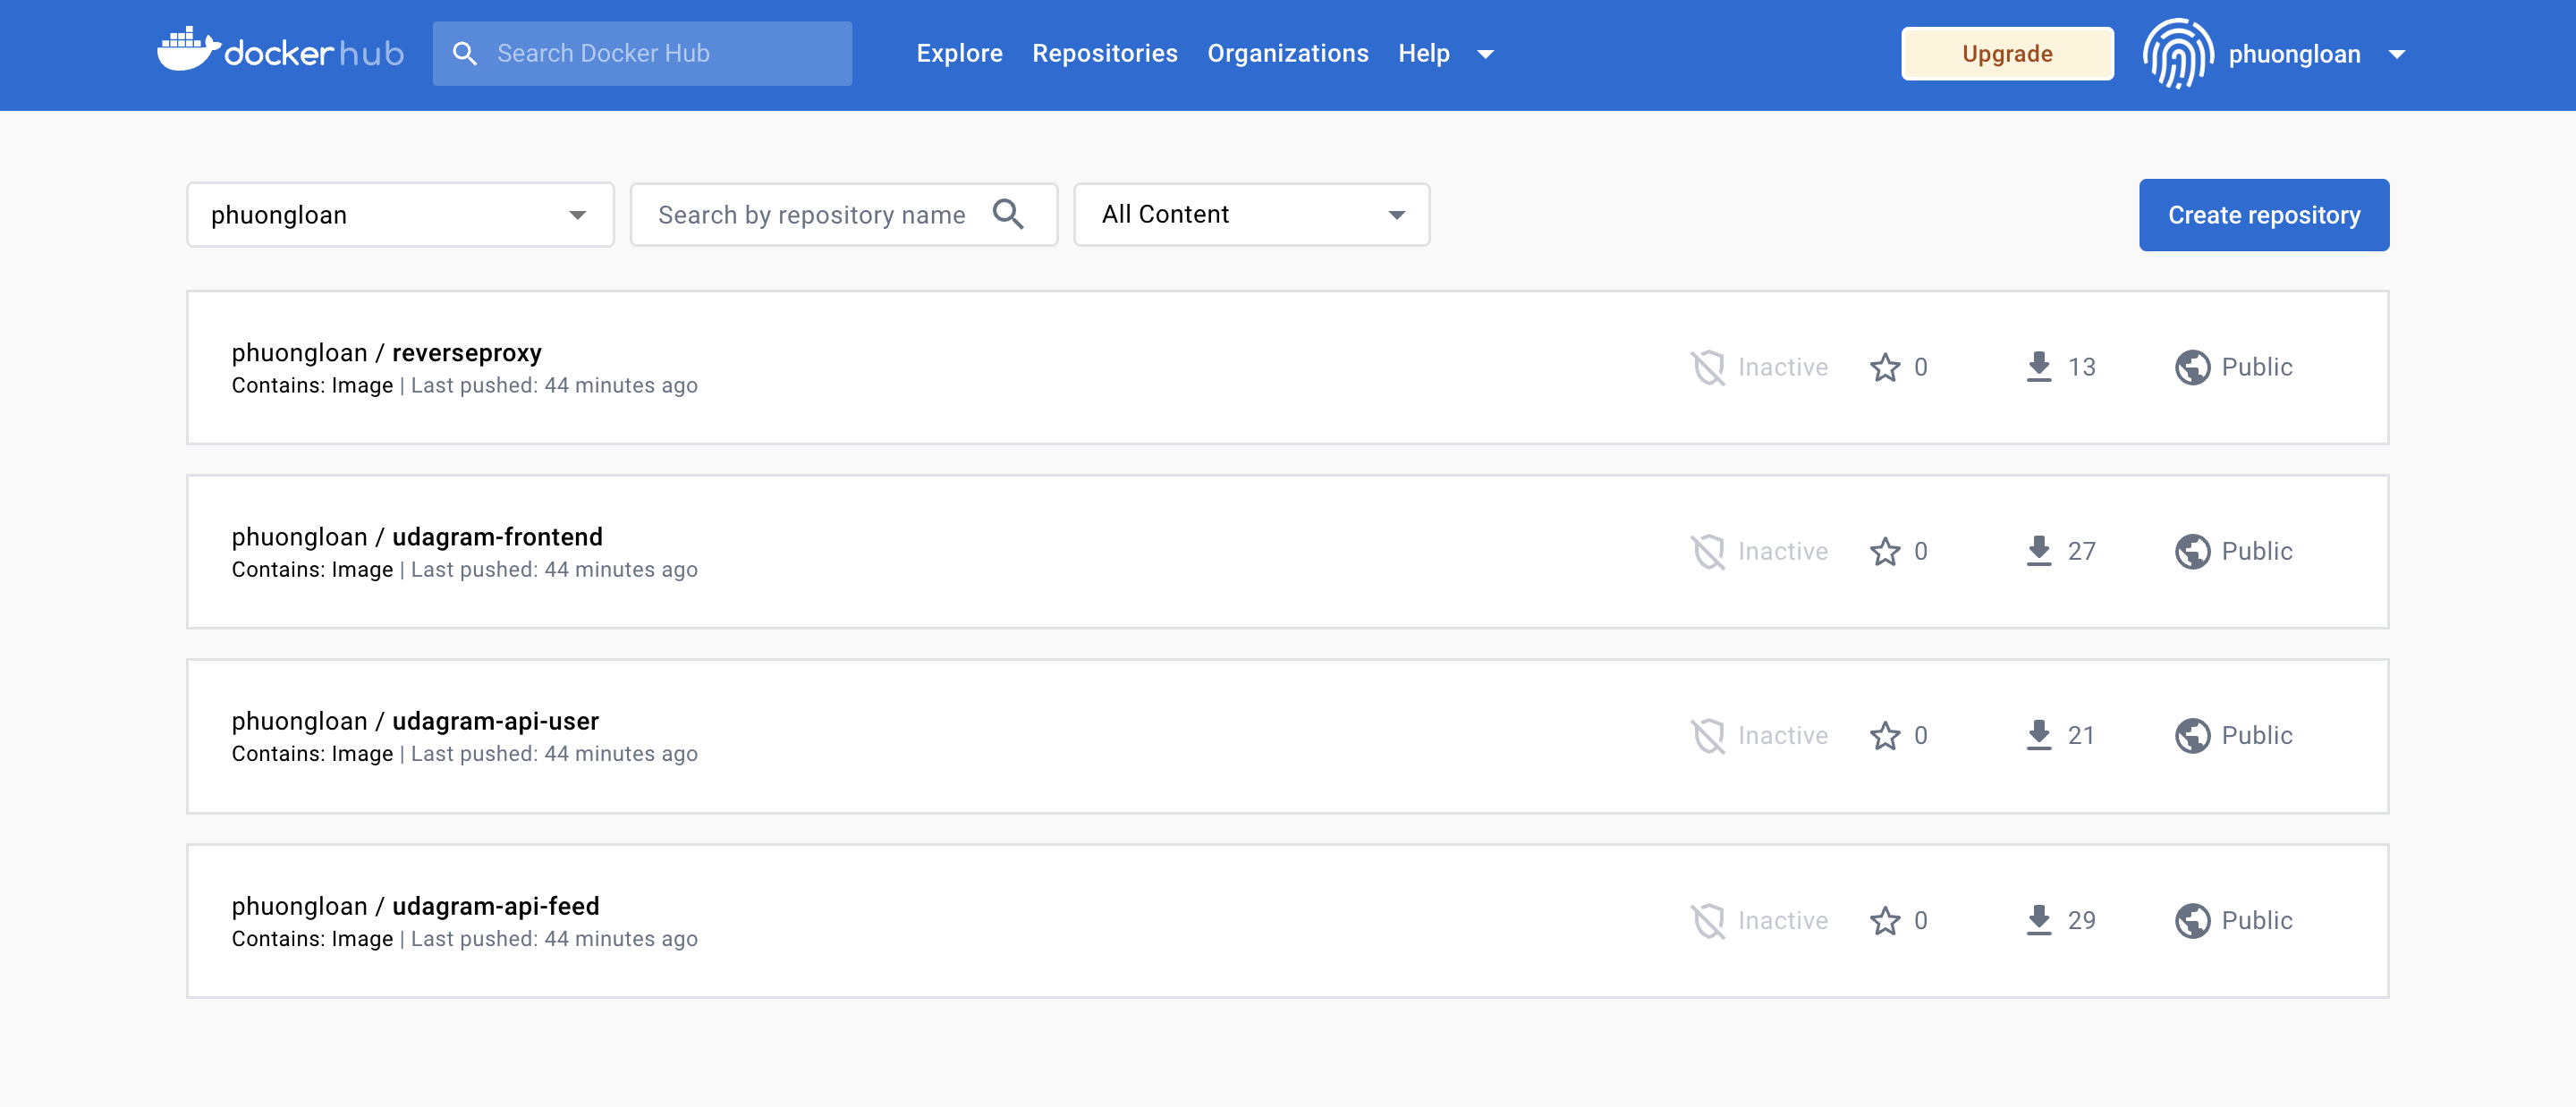 dockerhub
Search Docker Hub
Explore Repositories Organizations Help
Upgrade
phuongloan
phuongloan
Search by repository name
All Content
Create repository
phuongloan / reverseproxy
Contains: Image | Last pushed: 44 minutes ago
Inactive 0 13 Public
phuongloan / udagram-frontend
Contains: Image | Last pushed: 44 minutes ago
Inactive 0 27 Public
phuongloan / udagram-api-user
Contains: Image | Last pushed: 44 minutes ago
Inactive 0 21 Public
phuongloan / udagram-api-feed
Contains: Image | Last pushed: 44 minutes ago
Inactive 0 29 Public